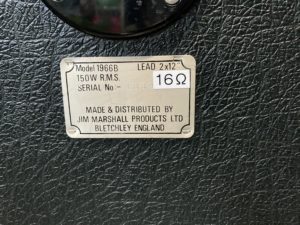 Model 1966B LEAD 2x12
150W R.M.S. 16Ω
SERIAL No:-
MADE & DISTRIBUTED BY
JIM MARSHALL PRODUCTS LTD
BLETCHLEY ENGLAND